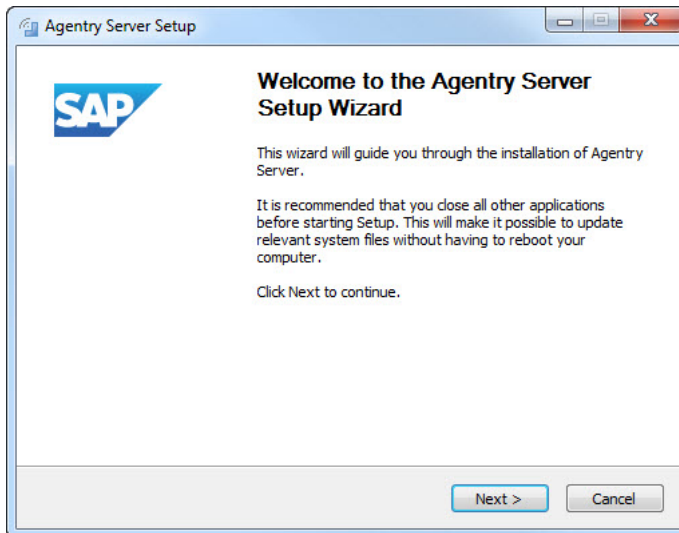 Agentry Server Setup
SAP
Welcome to the Agentry Server
Setup Wizard
This wizard will guide you through the installation of Agentry
Server.
It is recommended that you close all other applications
before starting Setup. This will make it possible to update
relevant system files without having to reboot your
computer.
Click Next to continue.
Next >
Cancel